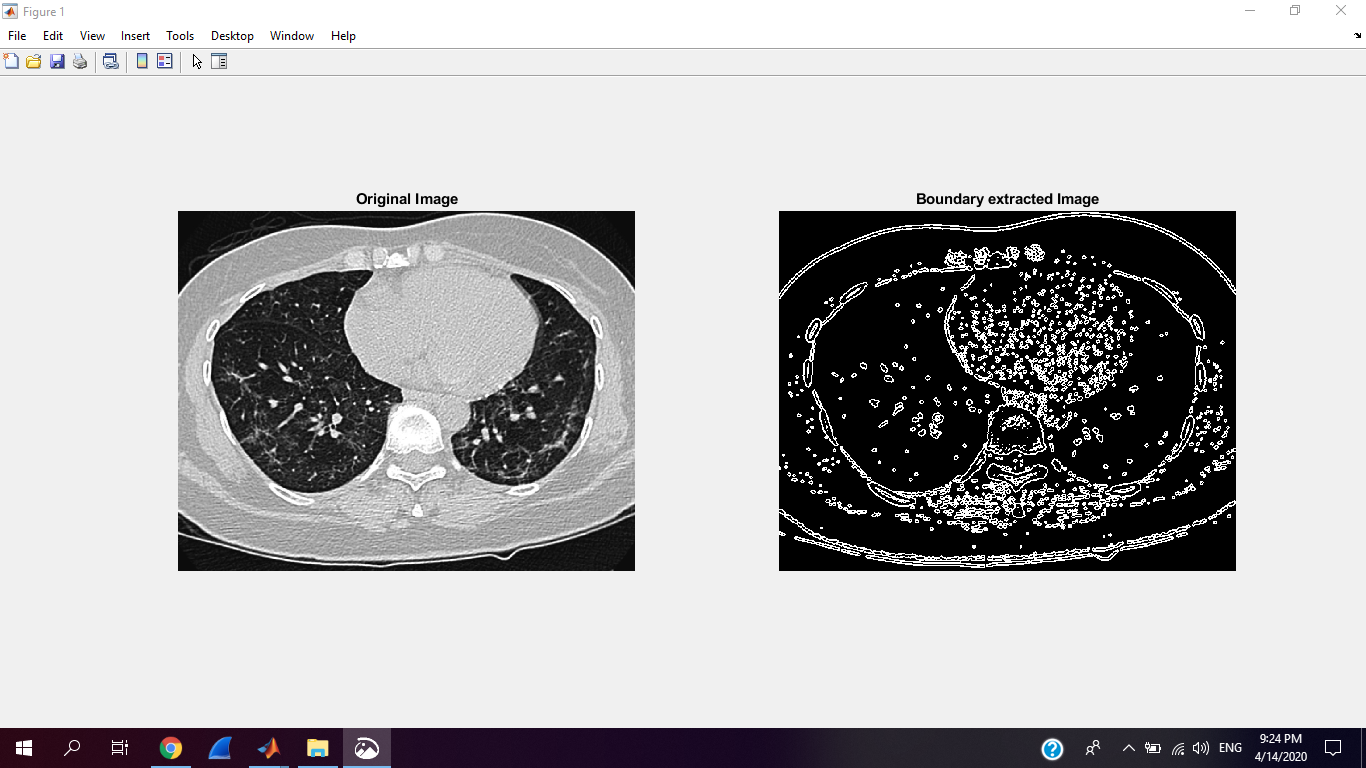 Figure 1
File Edit View Insert Tools Desktop Window Help
Original Image
Boundary extracted Image
ENG
9:24 PM
4/14/2020